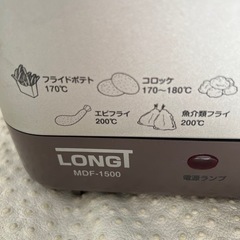 フライドポテト
170℃
コロッケ
170〜180℃
エビフライ
200℃
魚介類フライ
200℃
LONGT
MDF-1500
電源ランプ